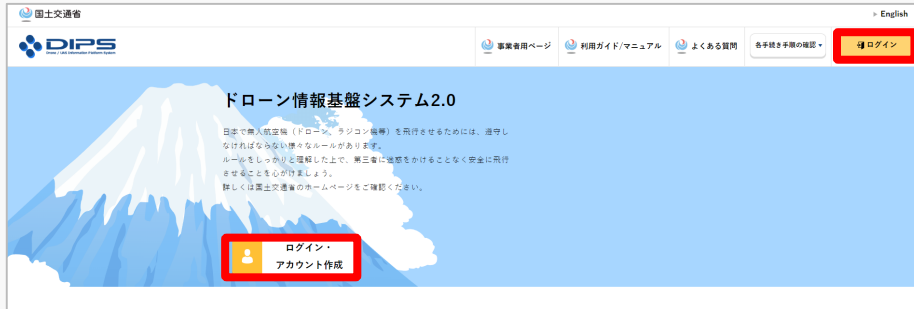 国土交通省
▶ English
DIPS
Drone / UAS Information Platform System
事業者用ページ
利用ガイド/マニュアル
よくある質問
各手続き手順の確認 ▼
ログイン
ドローン情報基盤システム2.0
日本で無人航空機（ドローン、ラジコン機等）を飛行させるためには、遵守し
なければならない様々なルールがあります。
ルールをしっかりと理解した上で、第三者に迷惑をかけることなく安全に飛行
させることを心がけましょう。
詳しくは国土交通省のホームページをご確認ください。
ログイン・
アカウント作成